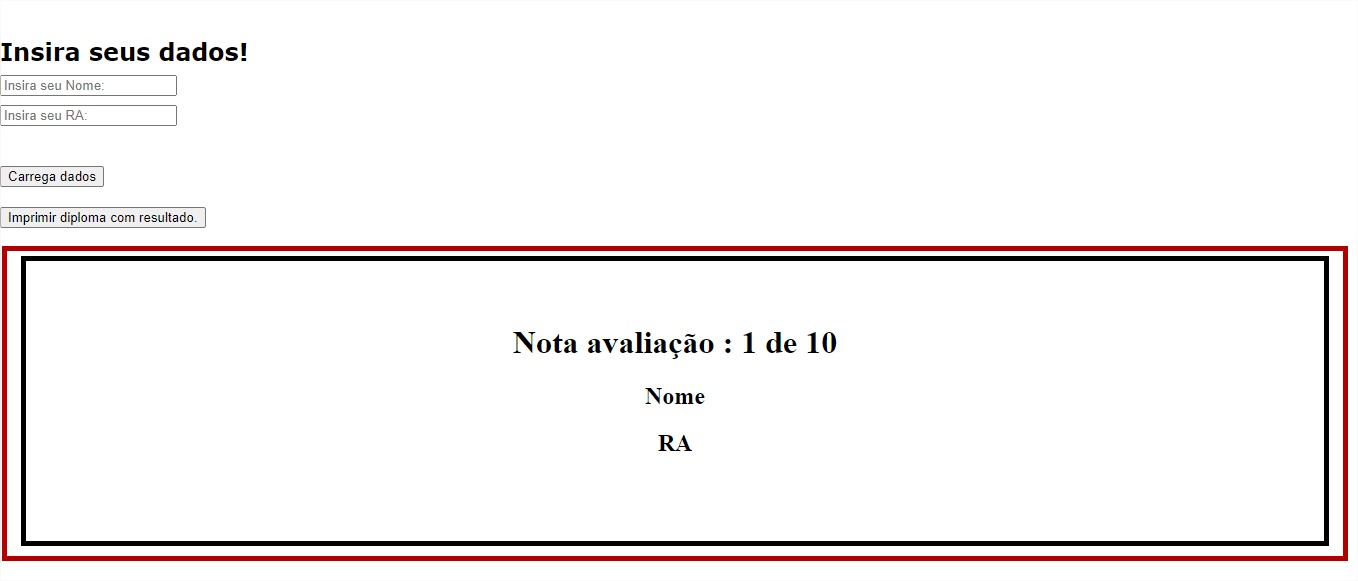 Insira seus dados!
Insira seu Nome:
Insira seu RA:
Carrega dados
Imprimir diploma com resultado.
Nota avaliação : 1 de 10
Nome
RA